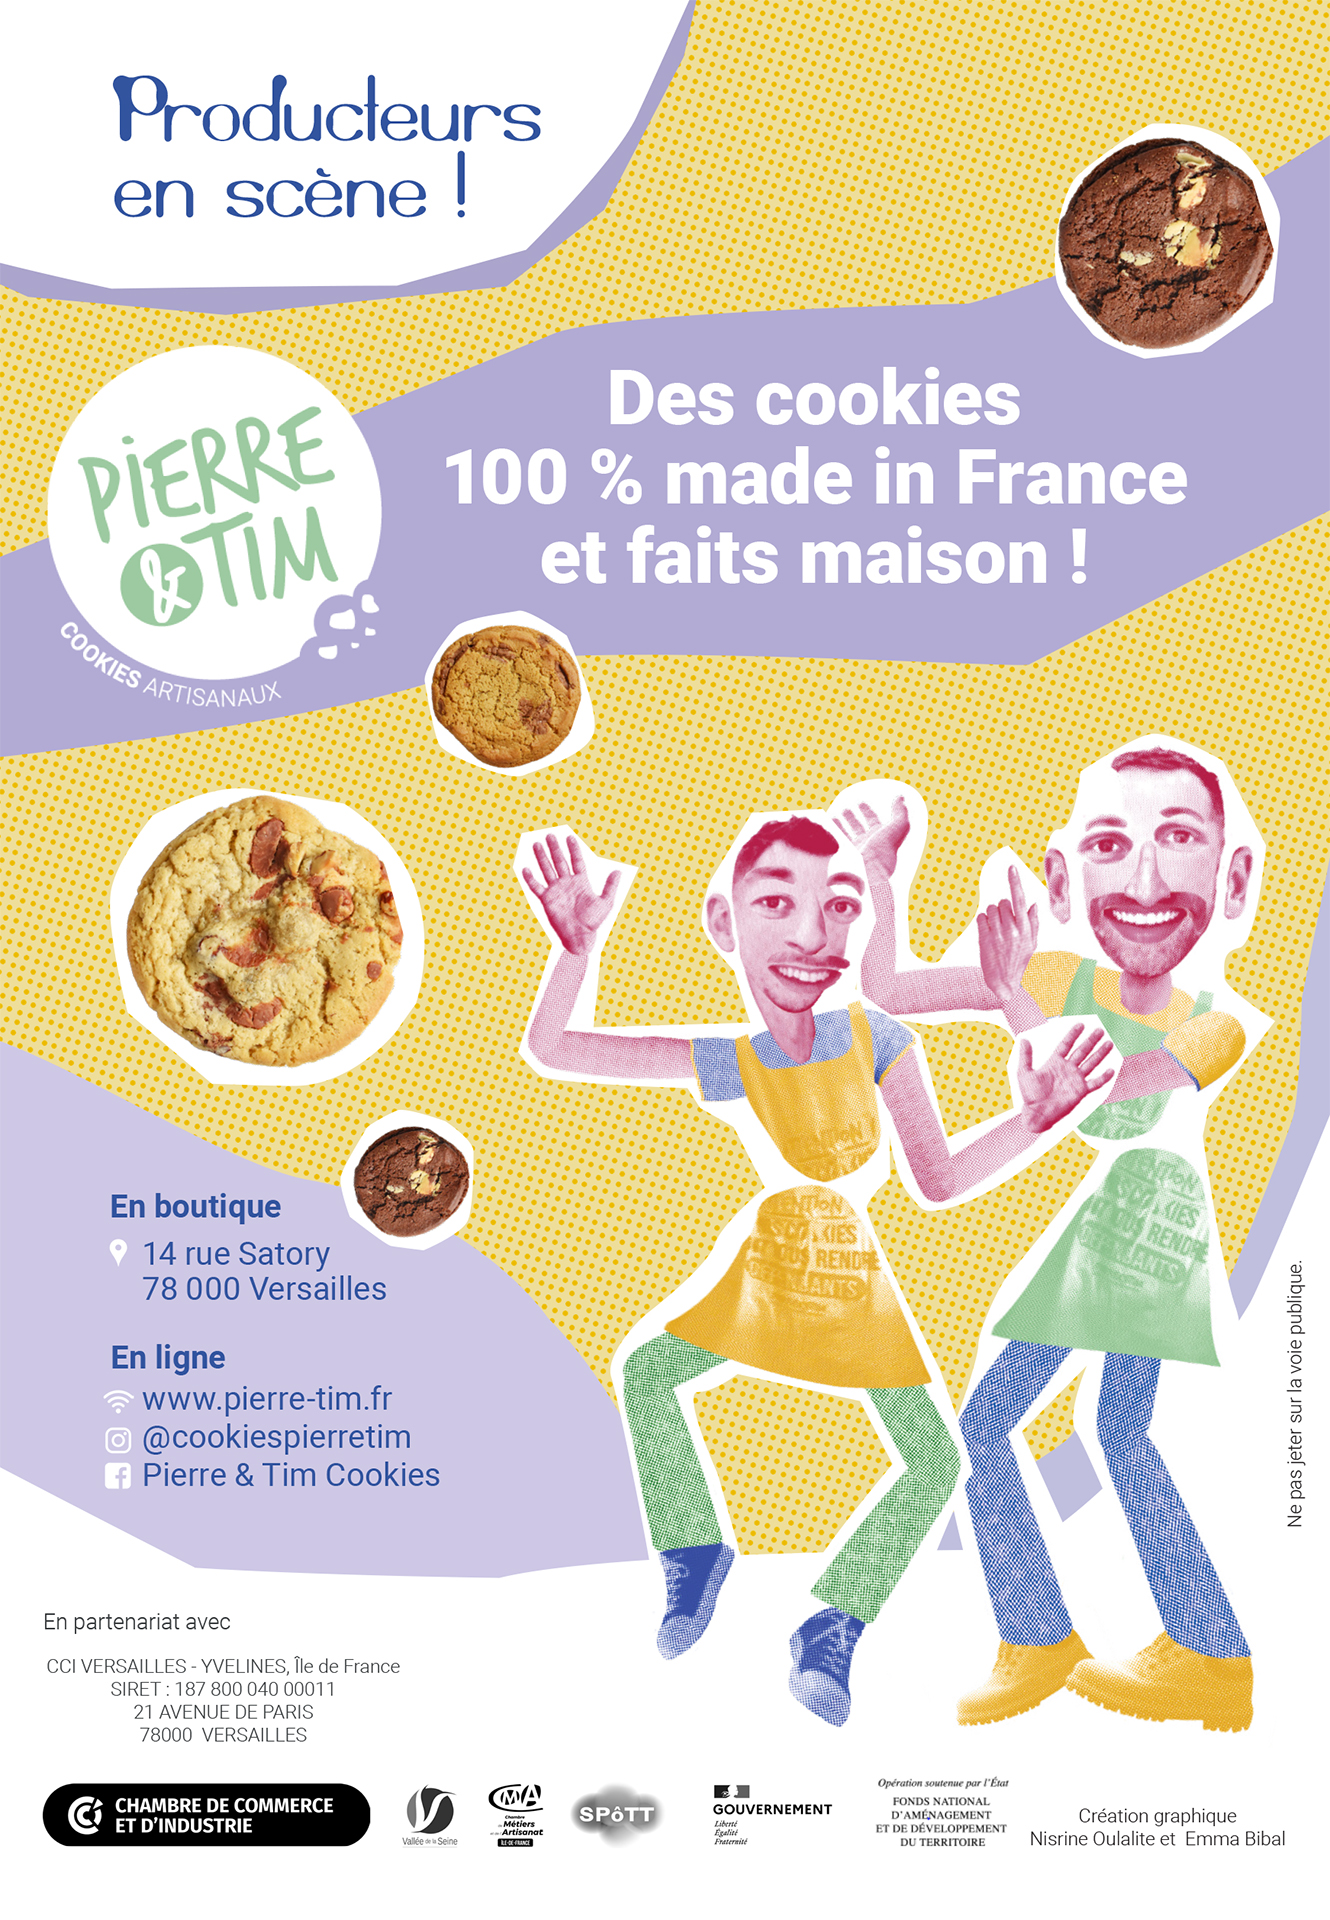 Producteurs
en scène !
PIERRE
& TIM
COOKIES ARTISANAUX
Des cookies
100 % made in France
et faits maison !
En boutique
14 rue Satory
78 000 Versailles
En ligne
www.pierre-tim.fr
@cookiespierretim
Pierre & Tim Cookies
Ne pas jeter sur la voie publique.
En partenariat avec
CCI VERSAILLES - YVELINES, Île de France
SIRET : 187 800 040 00011
21 AVENUE DE PARIS
78000 VERSAILLES
CHAMBRE DE COMMERCE
ET D'INDUSTRIE
Vallée de la Seine
CMA
Chambre
de Métiers
et de l'Artisanat
ÎLE-DE-FRANCE
SPôTT
GOUVERNEMENT
Liberté
Égalité
Fraternité
Opération soutenue par l'État
FONDS NATIONAL
D'AMÉNAGEMENT
ET DE DÉVELOPPEMENT
DU TERRITOIRE
Création graphique
Nisrine Oulalite et Emma Bibal